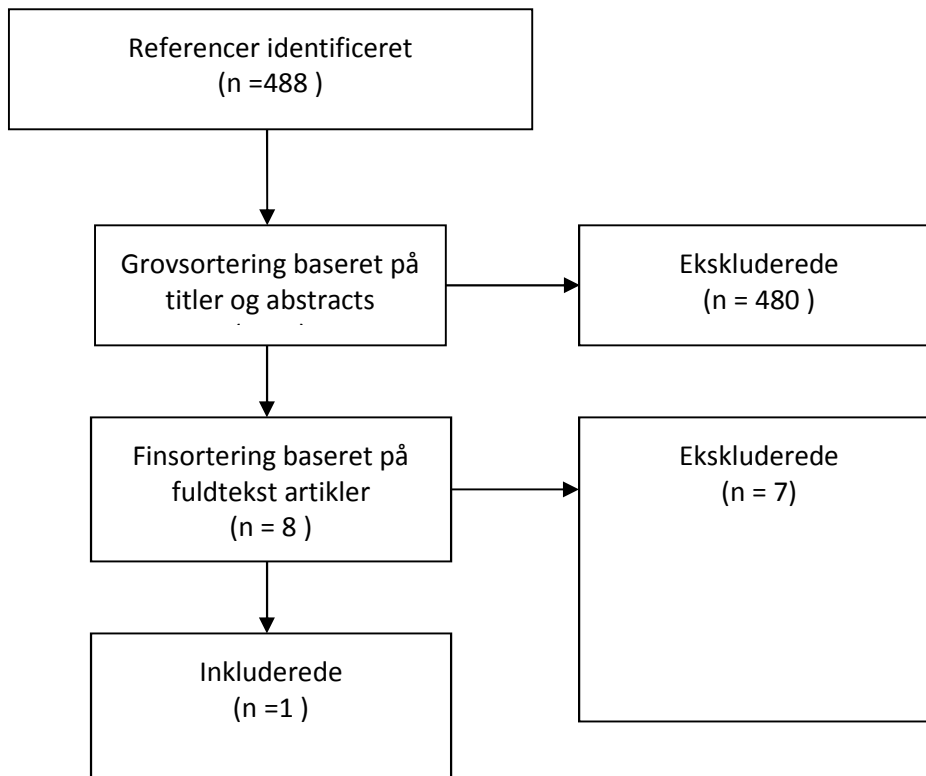 Referencer identificeret
(n =488 )
Grovsortering baseret på
titler og abstracts
Ekskluderede
(n = 480 )
Finsortering baseret på
fuldtekst artikler
(n = 8 )
Ekskluderede
(n = 7)
Inkluderede
(n =1 )